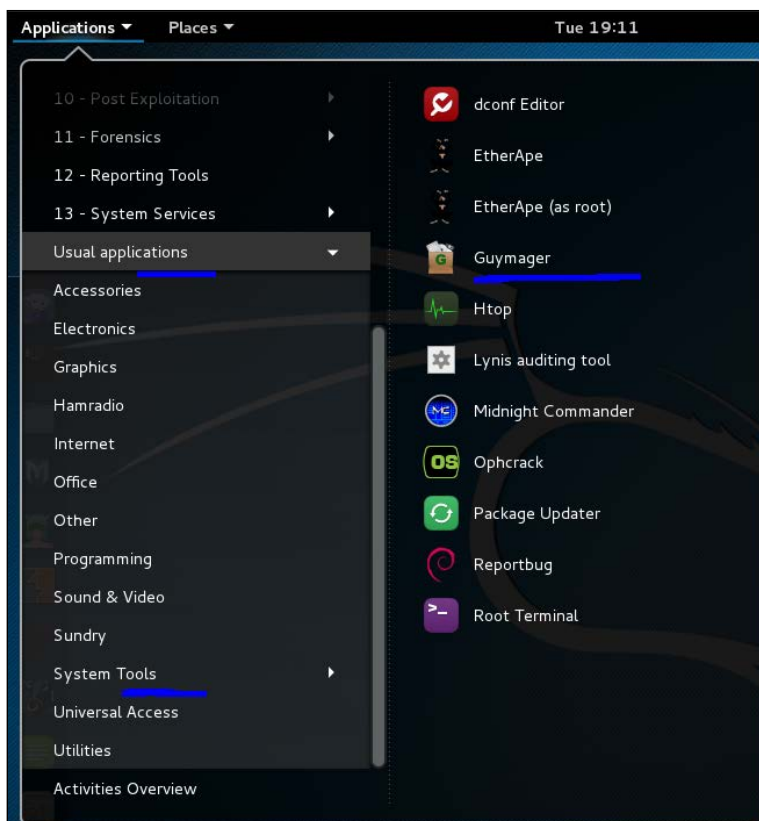 Applications Places Tue 19:11
10 - Post Exploitation
11 - Forensics
12 - Reporting Tools
13 - System Services
Usual applications
Accessories
Electronics
Graphics
Hamradio
Internet
Office
Other
Programming
Sound & Video
Sundry
System Tools
Universal Access
Utilities
Activities Overview
dconf Editor
EtherApe
EtherApe (as root)
G
Guymager
Htop
Lynis auditing tool
MC
Midnight Commander
OS
Ophcrack
Package Updater
Reportbug
>_
Root Terminal